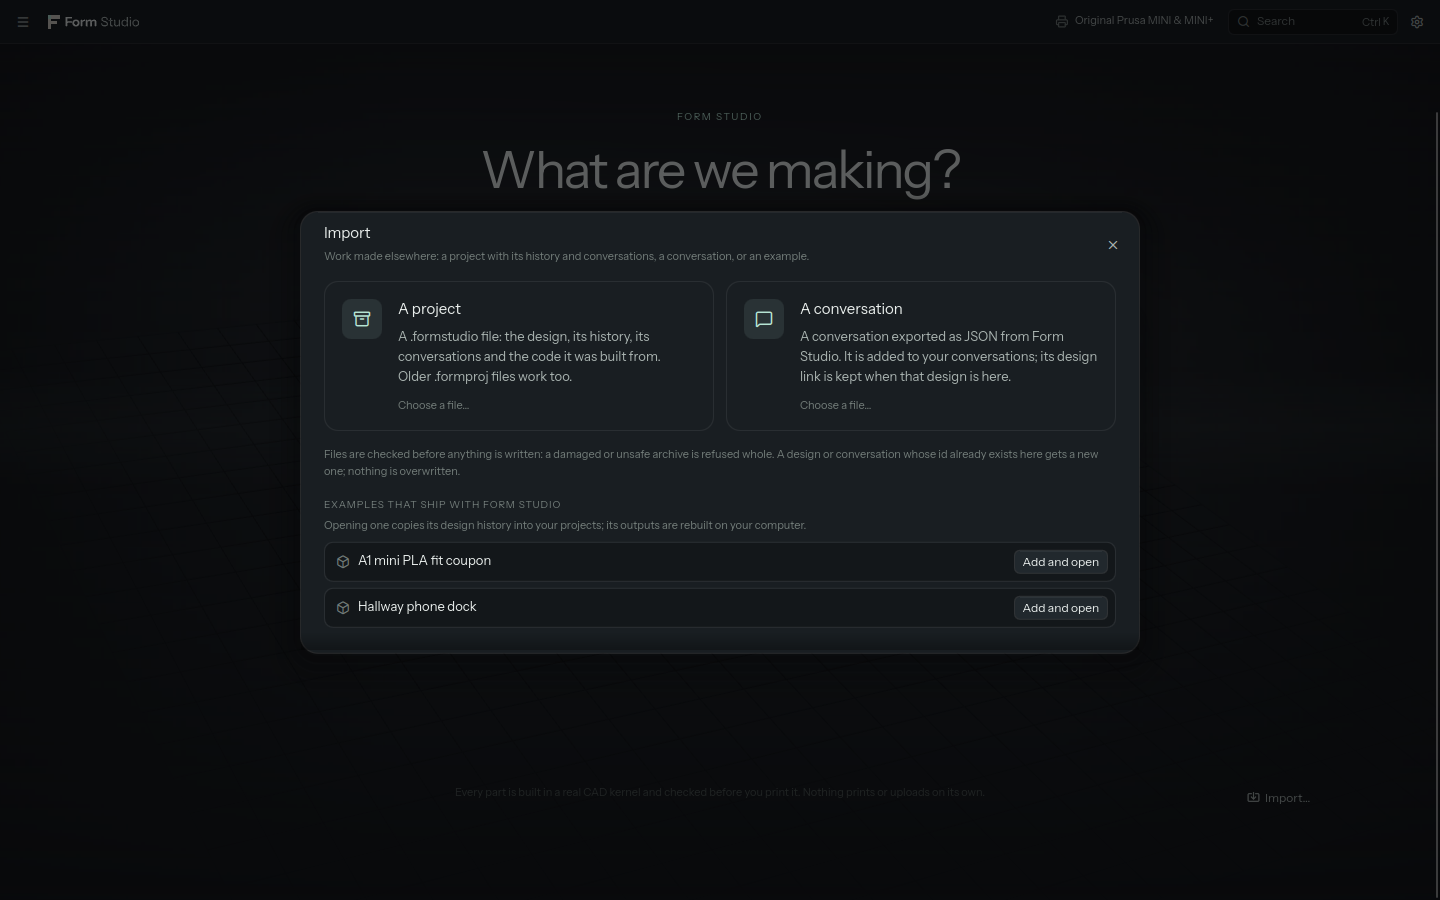 Form Studio
Original Prusa MINI & MINI+
Search
Ctrl K
FORM STUDIO
What are we making?
Import
Work made elsewhere: a project with its history and conversations, a conversation, or an example.
A project
A .formstudio file: the design, its history, its
conversations and the code it was built from.
Older .formproj files work too.
Choose a file...
A conversation
A conversation exported as JSON from Form
Studio. It is added to your conversations; its design
link is kept when that design is here.
Choose a file...
Files are checked before anything is written: a damaged or unsafe archive is refused whole. A design or conversation whose id already exists here gets a new
one; nothing is overwritten.
EXAMPLES THAT SHIP WITH FORM STUDIO
Opening one copies its design history into your projects; its outputs are rebuilt on your computer.
A1 mini PLA fit coupon
Add and open
Hallway phone dock
Add and open
Every part is built in a real CAD kernel and checked before you print it. Nothing prints or uploads on its own.
Import...